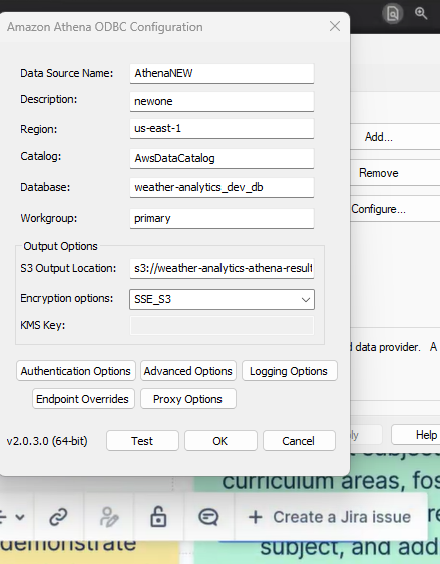 Amazon Athena ODBC Configuration
Data Source Name: AthenaNEW
Description: newone
Region: us-east-1
Catalog: AwsDataCatalog
Database: weather-analytics_dev_db
Workgroup: primary
Output Options
S3 Output Location: s3://weather-anallytics-athena-result
Encryption options: SSE_S3
KMS Key:
Authentication Options Advanced Options Logging Options
Endpoint Overrides Proxy Options
v2.0.3.0 (64-bit) Test OK Cancel
Add...
Remove
Configure...
data provider. A
Help
curriculum areas, fos
Create a Jira issue
demonstrate
subject, and add